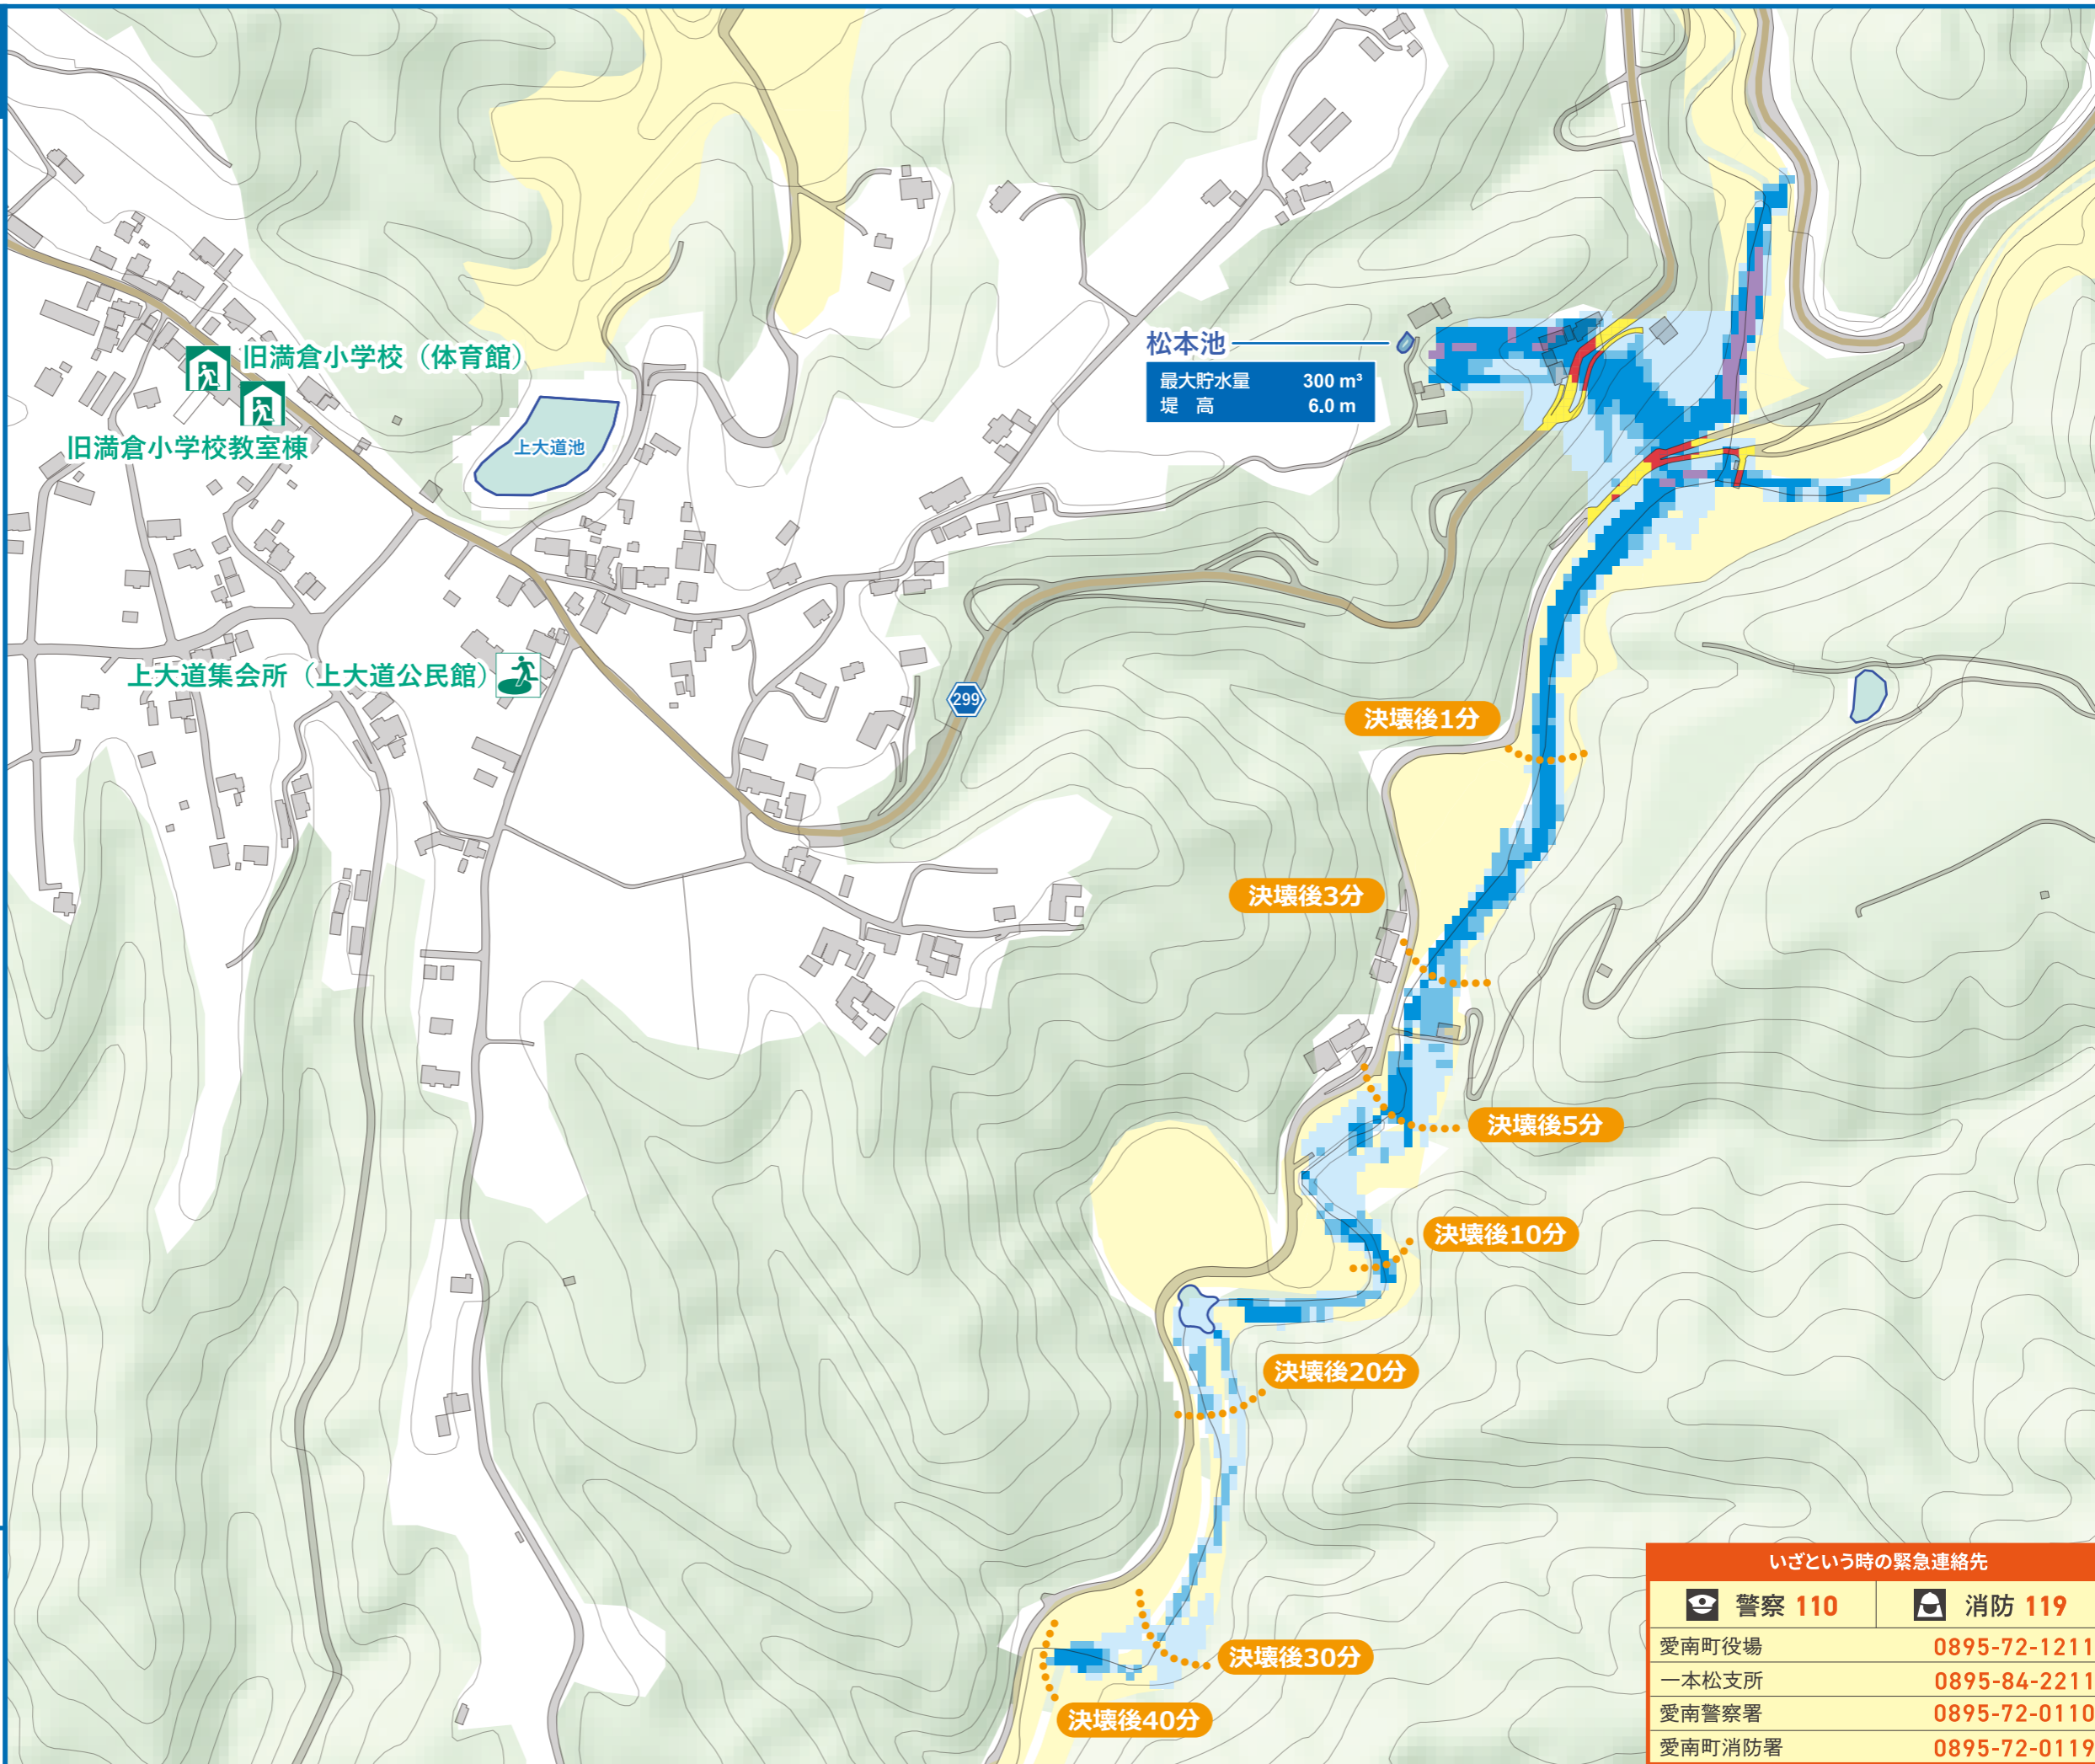 松本池
最大貯水量 300 m³
堤 高 6.0 m
旧満倉小学校（体育館）
旧満倉小学校教室棟
上大道池
上大道集会所（上大道公民館）
299
決壊後1分
決壊後3分
決壊後5分
決壊後10分
決壊後20分
決壊後30分
決壊後40分
いざという時の緊急連絡先
警察 110 消防 119
愛南町役場 0895-72-1211
一本松支所 0895-84-2211
愛南警察署 0895-72-0110
愛南町消防署 0895-72-0119